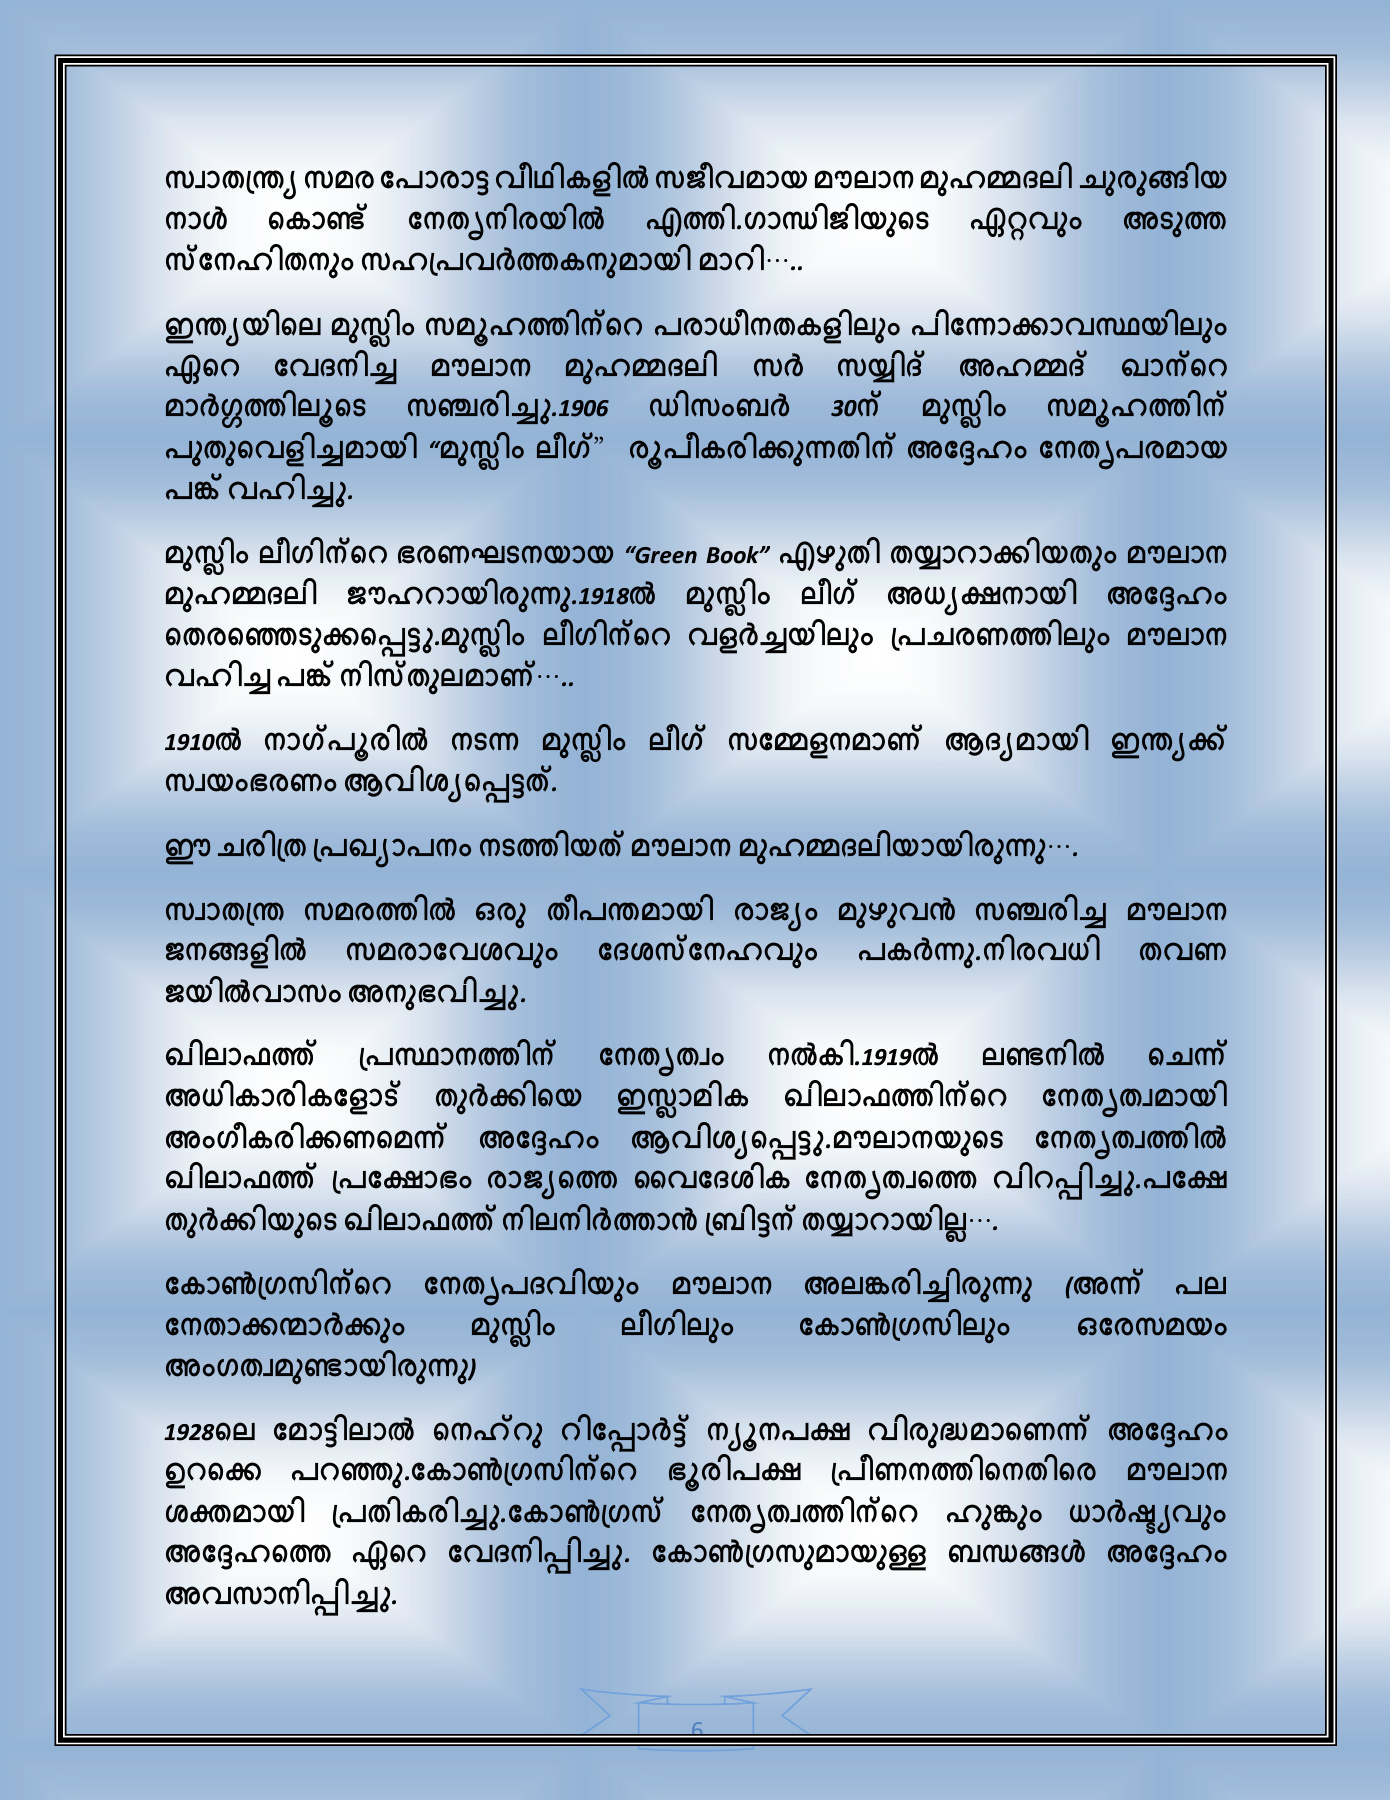 സ്വാതന്ത്ര്യ സമര പോരാട്ട വീഥികളിൽ സജീവമായ മൗലാന മുഹമ്മദലി ചുരുങ്ങിയ
നാൾ കൊണ്ട് നേതൃനിരയിൽ എത്തി.ഗാന്ധിജിയുടെ ഏറ്റവും അടുത്ത
സ്നേഹിതനും സഹപ്രവർത്തകനുമായി മാറി…..
ഇന്ത്യയിലെ മുസ്ലിം സമൂഹത്തിന്റെ പരാധീനതകളിലും പിന്നോക്കാവസ്ഥയിലും
ഏറെ വേദനിച്ച മൗലാന മുഹമ്മദലി സർ സയ്യിദ് അഹമ്മദ് ഖാന്റെ
മാർഗ്ഗത്തിലൂടെ സഞ്ചരിച്ചു.1906 ഡിസംബർ 30ന് മുസ്ലിം സമൂഹത്തിന്
പുതുവെളിച്ചമായി “മുസ്ലിം ലീഗ്” രൂപീകരിക്കുന്നതിന് അദ്ദേഹം നേതൃപരമായ
പങ്ക് വഹിച്ചു.
മുസ്ലിം ലീഗിന്റെ ഭരണഘടനയായ “Green Book” എഴുതി തയ്യാറാക്കിയതും മൗലാന
മുഹമ്മദലി ജൗഹറായിരുന്നു.1918ൽ മുസ്ലിം ലീഗ് അധ്യക്ഷനായി അദ്ദേഹം
തെരഞ്ഞെടുക്കപ്പെട്ടു.മുസ്ലിം ലീഗിന്റെ വളർച്ചയിലും പ്രചരണത്തിലും മൗലാന
വഹിച്ച പങ്ക് നിസ്തുലമാണ്…..
1910ൽ നാഗ്പൂരിൽ നടന്ന മുസ്ലിം ലീഗ് സമ്മേളനമാണ് ആദ്യമായി ഇന്ത്യക്ക്
സ്വയംഭരണം ആവിശ്യപ്പെട്ടത്.
ഈ ചരിത്ര പ്രഖ്യാപനം നടത്തിയത് മൗലാന മുഹമ്മദലിയായിരുന്നു….
സ്വാതന്ത്ര സമരത്തിൽ ഒരു തീപന്തമായി രാജ്യം മുഴുവൻ സഞ്ചരിച്ച മൗലാന
ജനങ്ങളിൽ സമരാവേശവും ദേശസ്നേഹവും പകർന്നു.നിരവധി തവണ
ജയിൽവാസം അനുഭവിച്ചു.
ഖിലാഫത്ത് പ്രസ്ഥാനത്തിന് നേതൃത്വം നൽകി.1919ൽ ലണ്ടനിൽ ചെന്ന്
അധികാരികളോട് തുർക്കിയെ ഇസ്ലാമിക ഖിലാഫത്തിന്റെ നേതൃത്വമായി
അംഗീകരിക്കണമെന്ന് അദ്ദേഹം ആവിശ്യപ്പെട്ടു.മൗലാനയുടെ നേതൃത്വത്തിൽ
ഖിലാഫത്ത് പ്രക്ഷോഭം രാജ്യത്തെ വൈദേശിക നേതൃത്വത്തെ വിറപ്പിച്ചു.പക്ഷേ
തുർക്കിയുടെ ഖിലാഫത്ത് നിലനിർത്താൻ ബ്രിട്ടന് തയ്യാറായില്ല….
കോൺഗ്രസിന്റെ നേതൃപദവിയും മൗലാന അലങ്കരിച്ചിരുന്നു (അന്ന് പല
നേതാക്കന്മാർക്കും മുസ്ലിം ലീഗിലും കോൺഗ്രസിലും ഒരേസമയം
അംഗത്വമുണ്ടായിരുന്നു)
1928ലെ മോട്ടിലാൽ നെഹ്റു റിപ്പോർട്ട് ന്യൂനപക്ഷ വിരുദ്ധമാണെന്ന് അദ്ദേഹം
ഉറക്കെ പറഞ്ഞു.കോൺഗ്രസിന്റെ ഭൂരിപക്ഷ പ്രീണനത്തിനെതിരെ മൗലാന
ശക്തമായി പ്രതികരിച്ചു.കോൺഗ്രസ് നേതൃത്വത്തിന്റെ ഹുങ്കും ധാർഷ്ട്യവും
അദ്ദേഹത്തെ ഏറെ വേദനിപ്പിച്ചു. കോൺഗ്രസുമായുള്ള ബന്ധങ്ങൾ അദ്ദേഹം
അവസാനിപ്പിച്ചു.
6